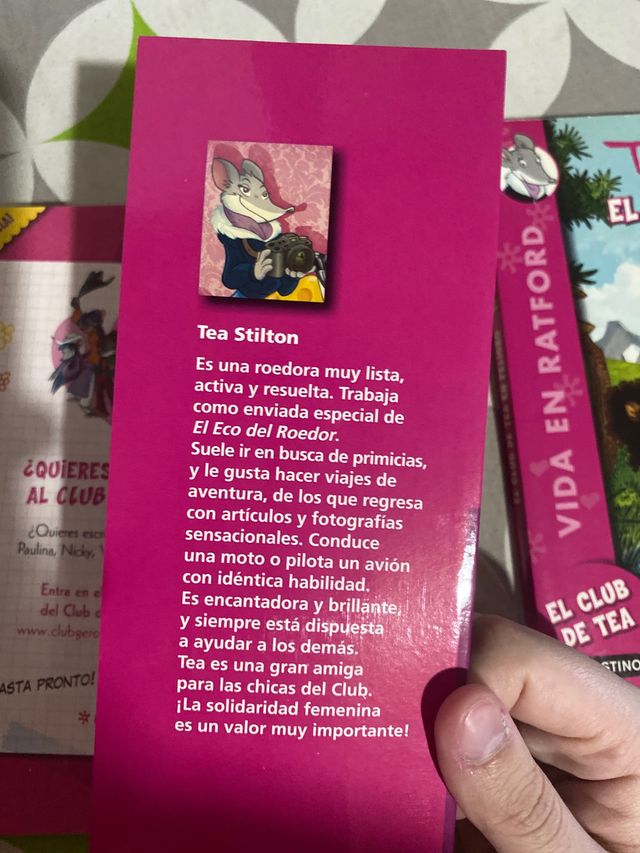 Tea Stilton
Es una roedora muy lista,
activa y resuelta. Trabaja
como enviada especial de
El Eco del Roedor.
Suele ir en busca de primicias,
y le gusta hacer viajes de
aventura, de los que regresa
con artículos y fotografías
sensacionales. Conduce
una moto o pilota un avión
con idéntica habilidad.
Es encantadora y brillante,
y siempre está dispuesta
a ayudar a los demás.
Tea es una gran amiga
para las chicas del Club.
¡La solidaridad femenina
es un valor muy importante!
¿QUIERES
AL CLUB
¿Quieres
Paulina, Nicky,
Entra en
del Club
www.clubgero
¡HASTA PRONTO!
VIDA EN RATFORD
EL CLUB
DE TEA
EL